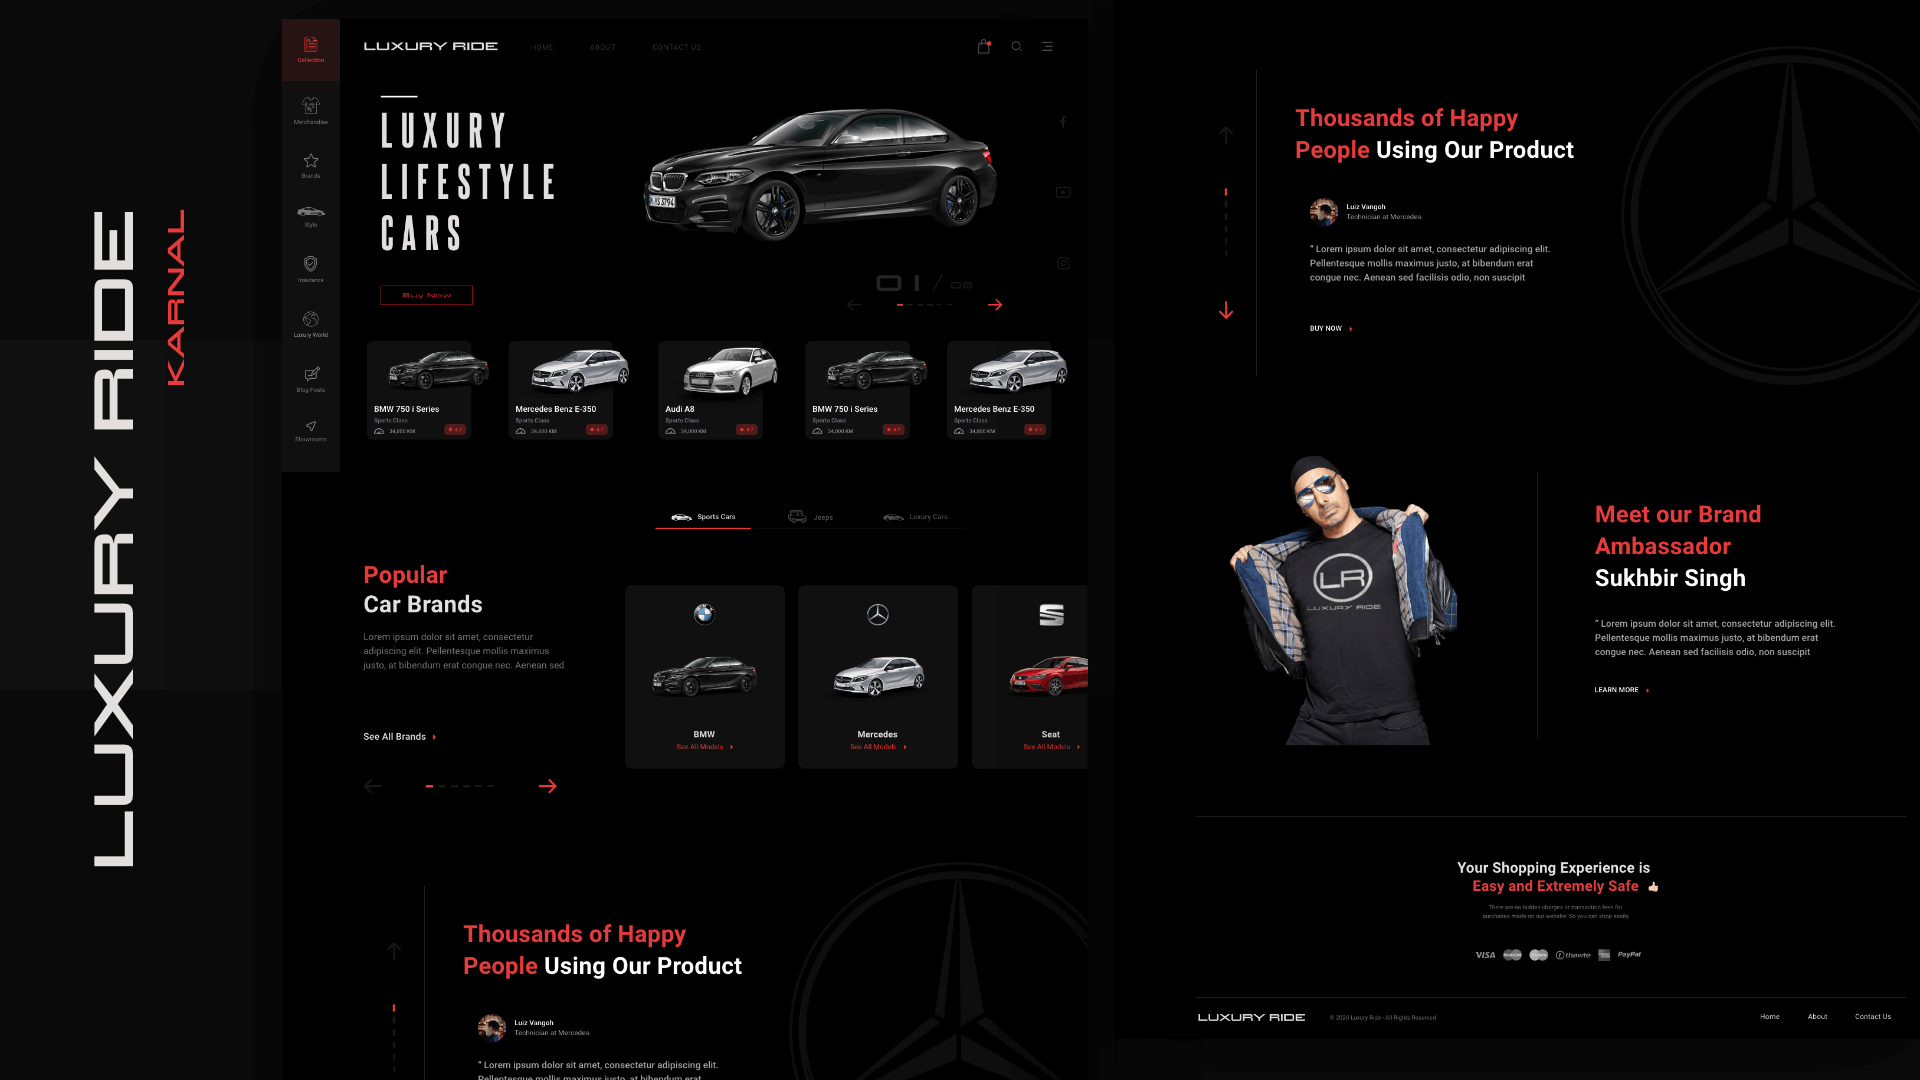 LUXURY RIDE
KARNAL
Collection
Merchandise
Brands
Style
Insurance
Luxury World
Blog Posts
Showrooms
LUXURY RIDE
HOME
ABOUT
CONTACT US
LUXURY
LIFESTYLE
CARS
Buy Now
01/06
BMW 750 i Series
Sports Class
34,000 KM
4.7
Mercedes Benz E-350
Sports Class
34,000 KM
4.7
Audi A8
Sports Class
34,000 KM
4.7
BMW 750 i Series
Sports Class
34,000 KM
4.7
Mercedes Benz E-350
Sports Class
34,000 KM
Sports Cars
Jeeps
Luxury Cars
Popular
Car Brands
Lorem ipsum dolor sit amet, consectetur
adipiscing elit. Pellentesque mollis maximus
justo, at bibendum erat congue nec. Aenean sed
See All Brands
BMW
See All Models
Mercedes
See All Models
Seat
See All Models
Thousands of Happy
People Using Our Product
Luiz Vangoh
Technician at Mercedes
“ Lorem ipsum dolor sit amet, consectetur adipiscing elit.
Pellentesque mollis maximus justo, at bibendum erat
Thousands of Happy
People Using Our Product
Luiz Vangoh
Technician at Mercedes
“ Lorem ipsum dolor sit amet, consectetur adipiscing elit.
Pellentesque mollis maximus justo, at bibendum erat
congue nec. Aenean sed facilisis odio, non suscipit
BUY NOW
LR
LUXURY RIDE
Meet our Brand
Ambassador
Sukhbir Singh
“ Lorem ipsum dolor sit amet, consectetur adipiscing elit.
Pellentesque mollis maximus justo, at bibendum erat
congue nec. Aenean sed facilisis odio, non suscipit
LEARN MORE
Your Shopping Experience is
Easy and Extremely Safe
There are no hidden charges or transaction fees for
purchases made on our website, So you can shop easily
VISA
thawte
PayPal
LUXURY RIDE
© 2020 Luxury Ride - All Rights Reserved
Home
About
Contact Us